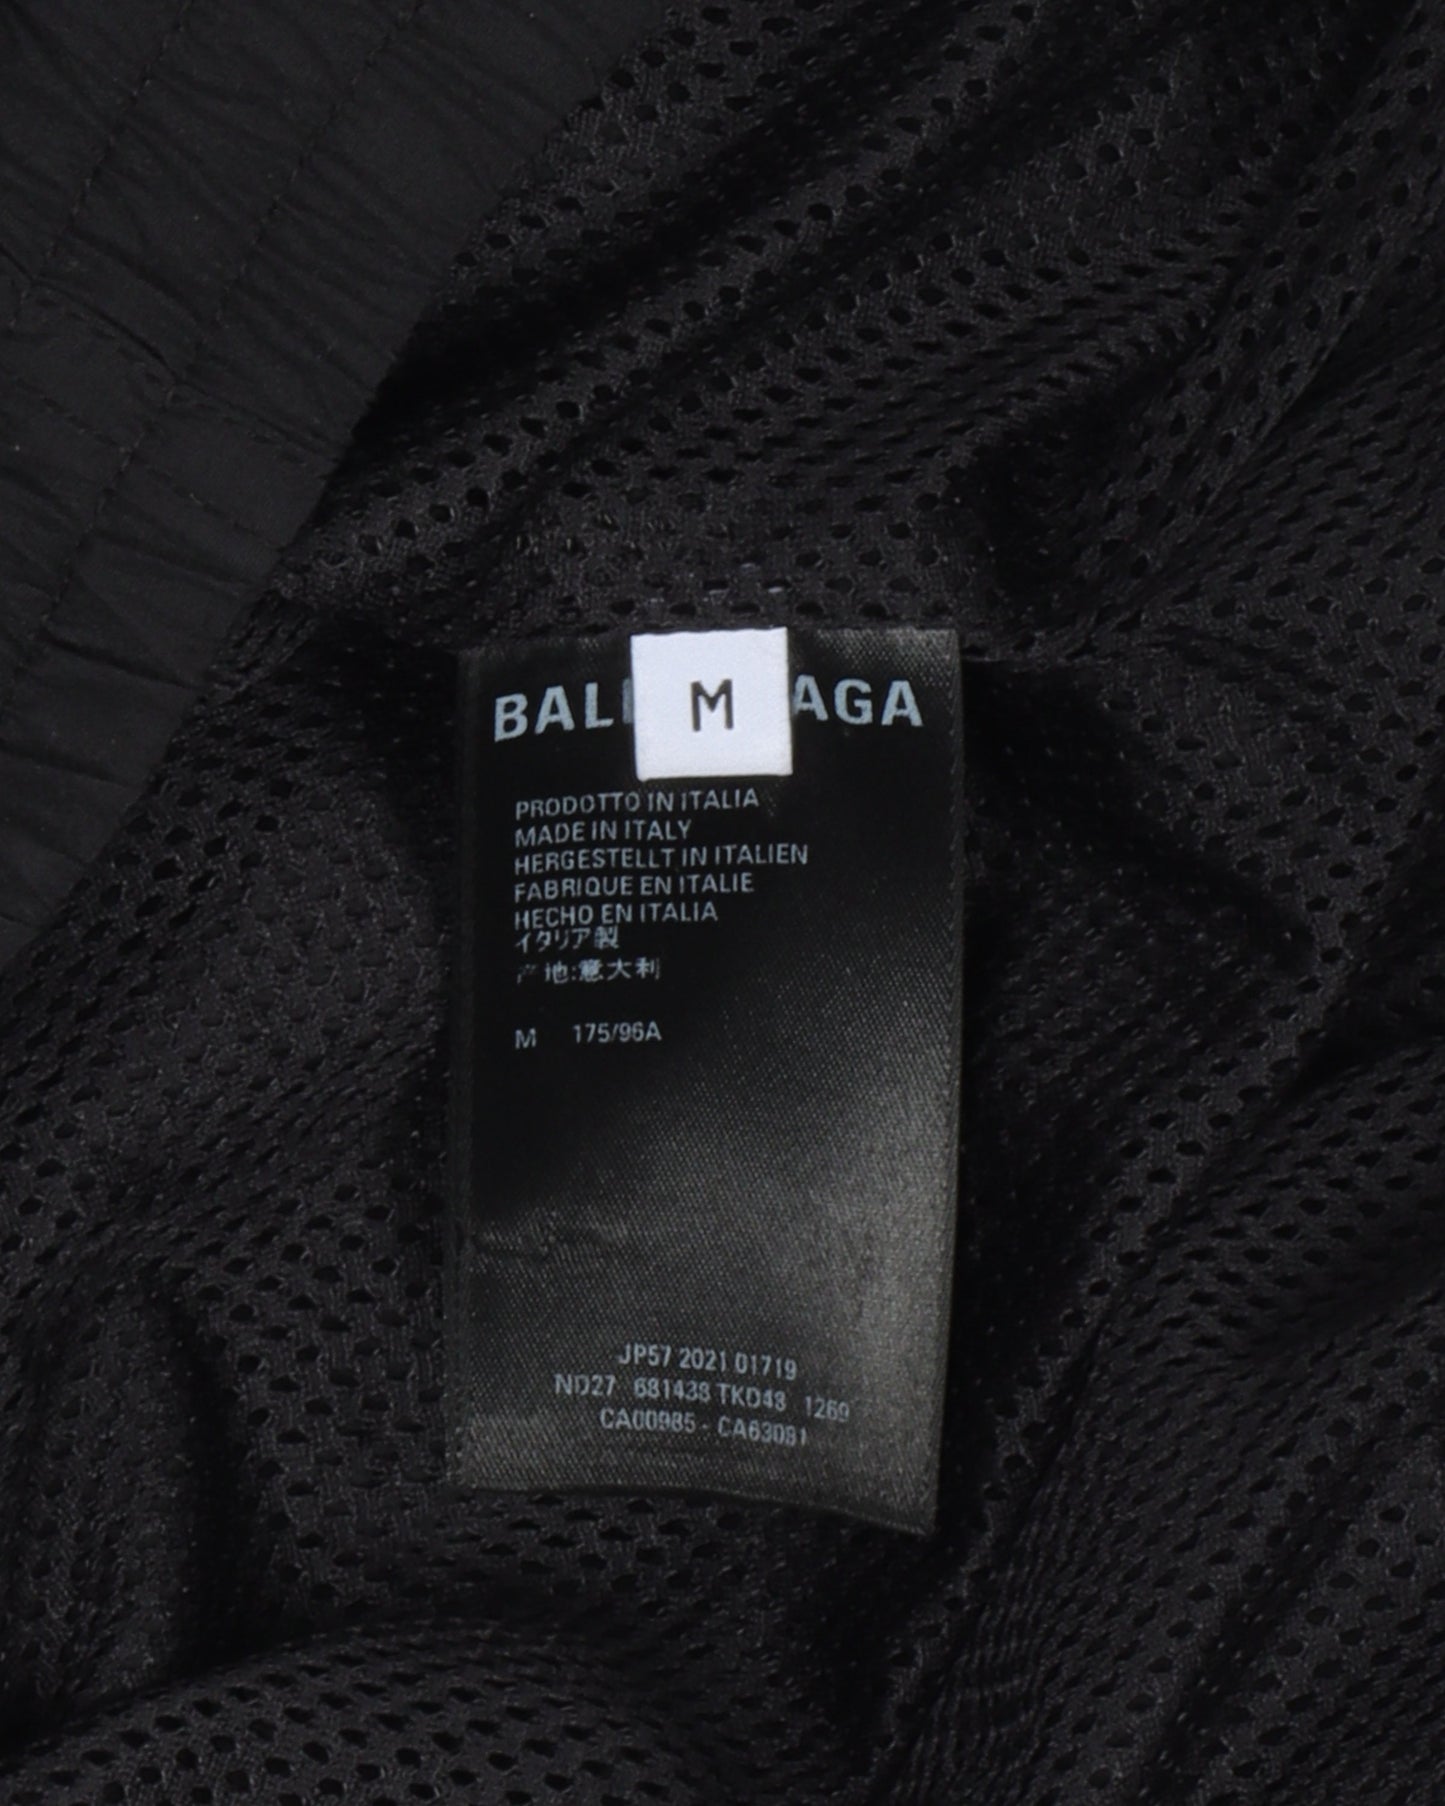 BAL M AGA
PRODOTTO IN ITALIA
MADE IN ITALY
HERGESTELLT IN ITALIEN
FABRIQUE EN ITALIE
HECHO EN ITALIA
イタリア製
产地:意大利
M 175/96A
JP57 2021 01719
ND27 681438 TKD48 1269
CA00985 - CA63081